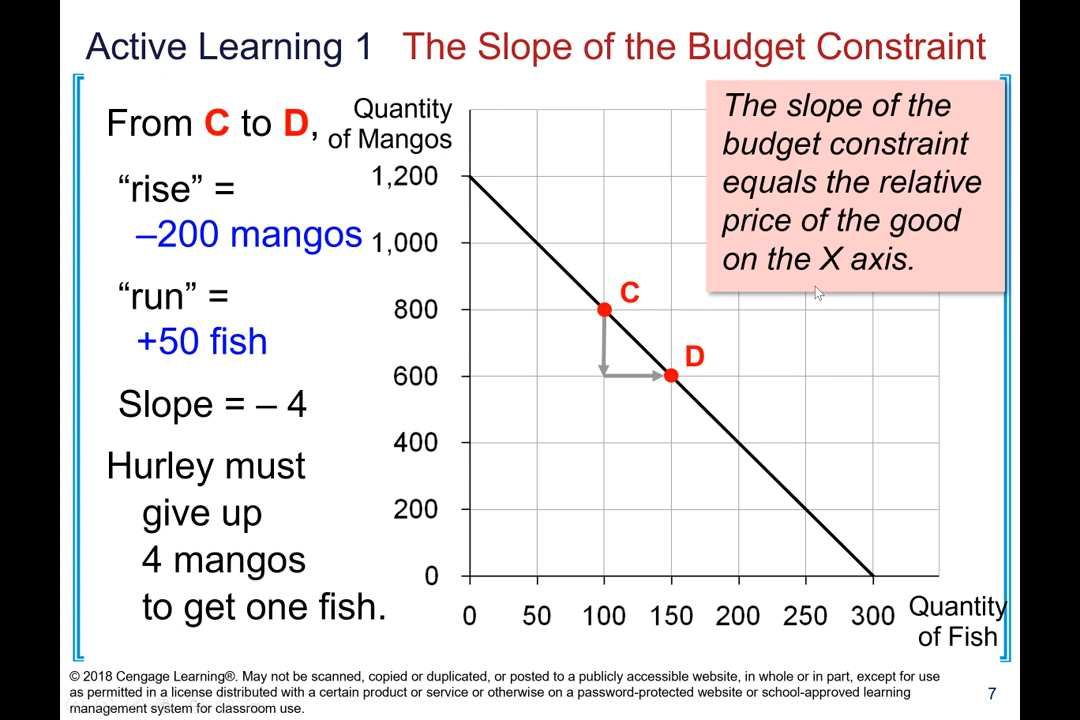 Active Learning 1 The Slope of the Budget Constraint
From C to D,
“rise” =
–200 mangos
“run” =
+50 fish
Slope = – 4
Hurley must
give up
4 mangos
to get one fish.
Quantity
of Mangos
1,200
1,000
800
600
400
200
0
C
D
0 50 100 150 200 250 300
Quantity
of Fish
The slope of the
budget constraint
equals the relative
price of the good
on the X axis.
© 2018 Cengage Learning®. May not be scanned, copied or duplicated, or posted to a publicly accessible website, in whole or in part, except for use
as permitted in a license distributed with a certain product or service or otherwise on a password-protected website or school-approved learning
management system for classroom use.
7